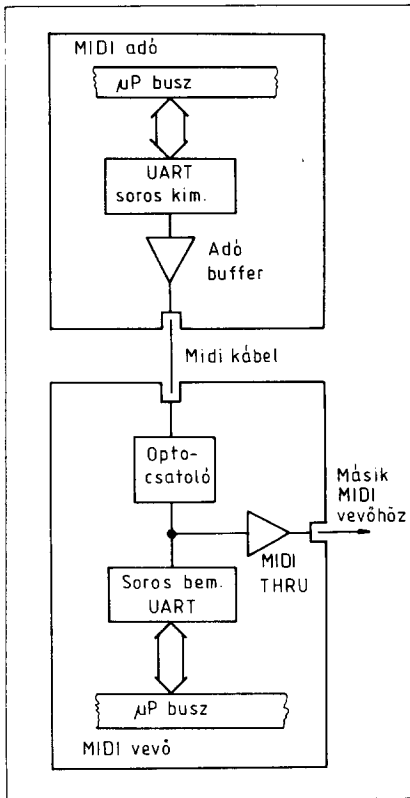 MIDI adó
µP busz
UART
soros kim.
Adó
buffer
Midi kábel
Opto-
csatoló
Másik
MIDI
vevőhöz
MIDI
THRU
Soros bem.
UART
µP busz
MIDI vevő